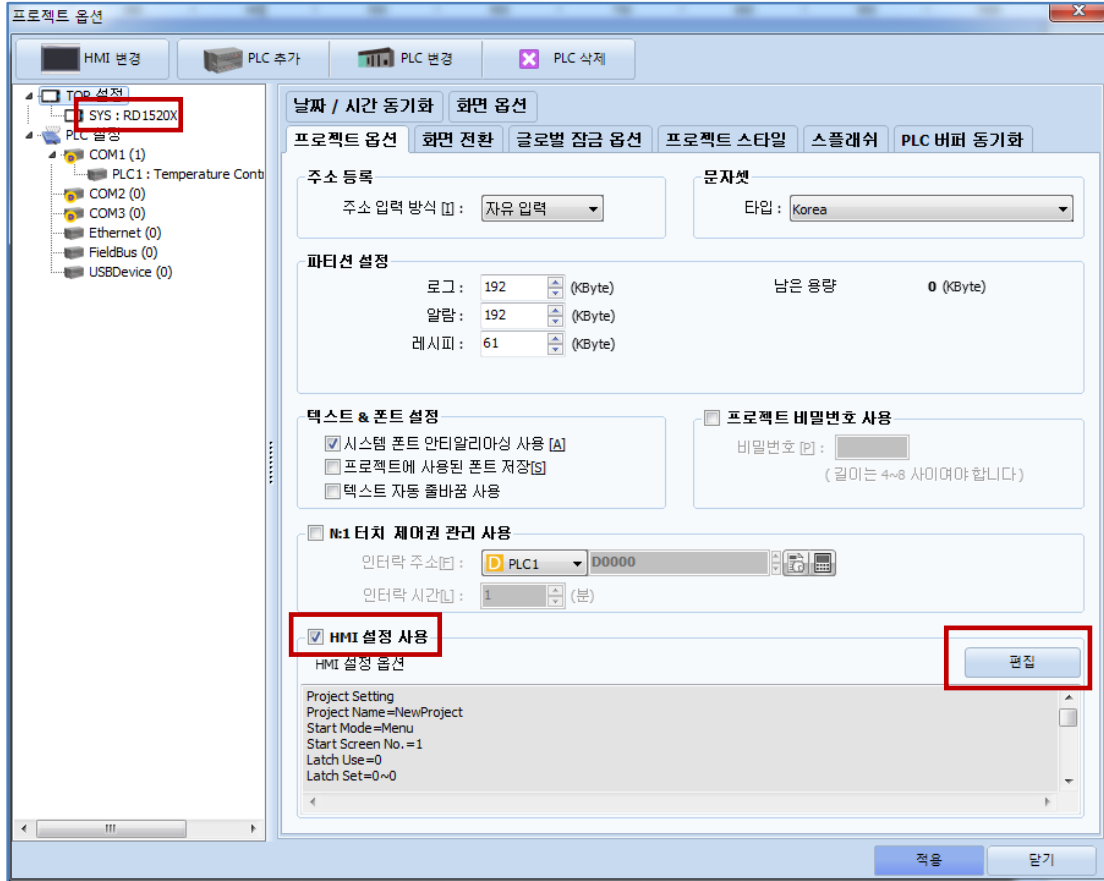 프로젝트 옵션
HMI 변경
PLC 추가
PLC 변경
PLC 삭제
TOP 설정
SYS : RD1520X
PLC 설정
COM1 (1)
PLC1 : Temperature Cont
COM2 (0)
COM3 (0)
Ethernet (0)
FieldBus (0)
USBDevice (0)
날짜 / 시간 동기화
화면 옵션
프로젝트 옵션
화면 전환
글로벌 잠금 옵션
프로젝트 스타일
스플래쉬
PLC 버퍼 동기화
주소 등록
주소 입력 방식 [I] : 자유 입력
문자셋
타입 : Korea
파티션 설정
로그 : 192 (KByte)
남은 용량 0 (KByte)
알람 : 192 (KByte)
레시피 : 61 (KByte)
텍스트 & 폰트 설정
시스템 폰트 안티알리아싱 사용 [A]
프로젝트에 사용된 폰트 저장[S]
텍스트 자동 줄바꿈 사용
프로젝트 비밀번호 사용
비밀번호 [P] :
( 길이는 4~8 사이여야 합니다 )
N:1 터치 제어권 관리 사용
인터락 주소[F] : D PLC1 D0000
인터락 시간[L] : 1 (분)
HMI 설정 사용
HMI 설정 옵션
편집
Project Setting
Project Name=NewProject
Start Mode=Menu
Start Screen No.=1
Latch Use=0
Latch Set=0~0
적용
닫기